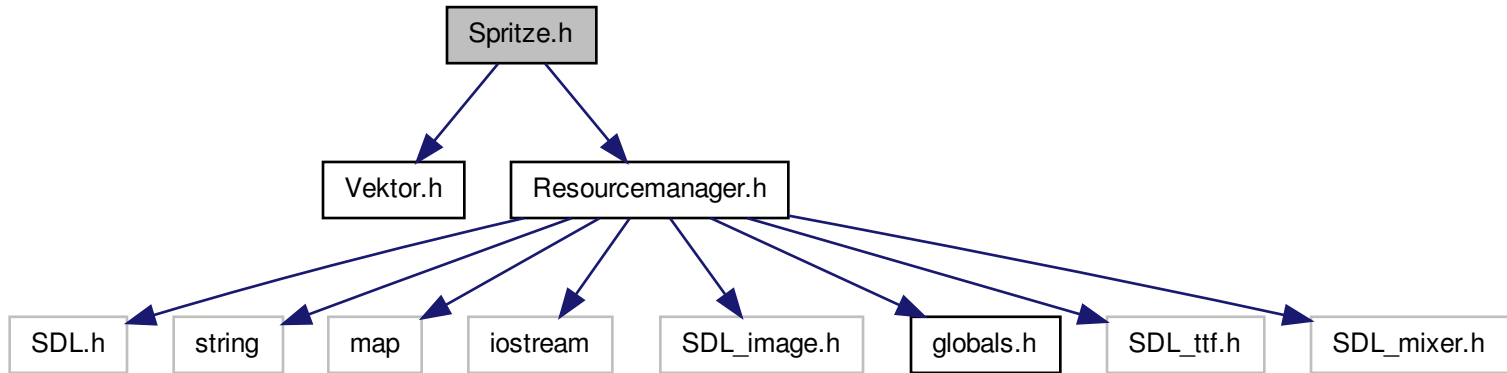 Spritze.h
Vektor.h
Resourcemanager.h
SDL.h
string
map
iostream
SDL_image.h
globals.h
SDL_ttf.h
SDL_mixer.h